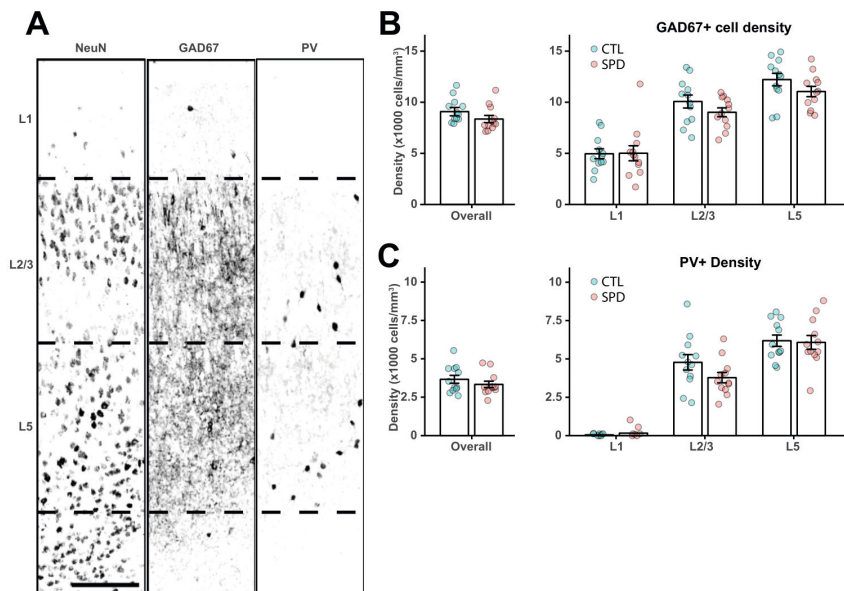 A
NeuN GAD67 PV
L1
L2/3
L5
B
GAD67+ cell density
Density (x1000 cells/mm³)
15
10
5
0
Overall
15
10
5
0
CTL
SPD
L1 L2/3 L5
C
PV+ Density
Density (x1000 cells/mm³)
10
7.5
5
2.5
0
Overall
10
7.5
5
2.5
0
CTL
SPD
L1 L2/3 L5